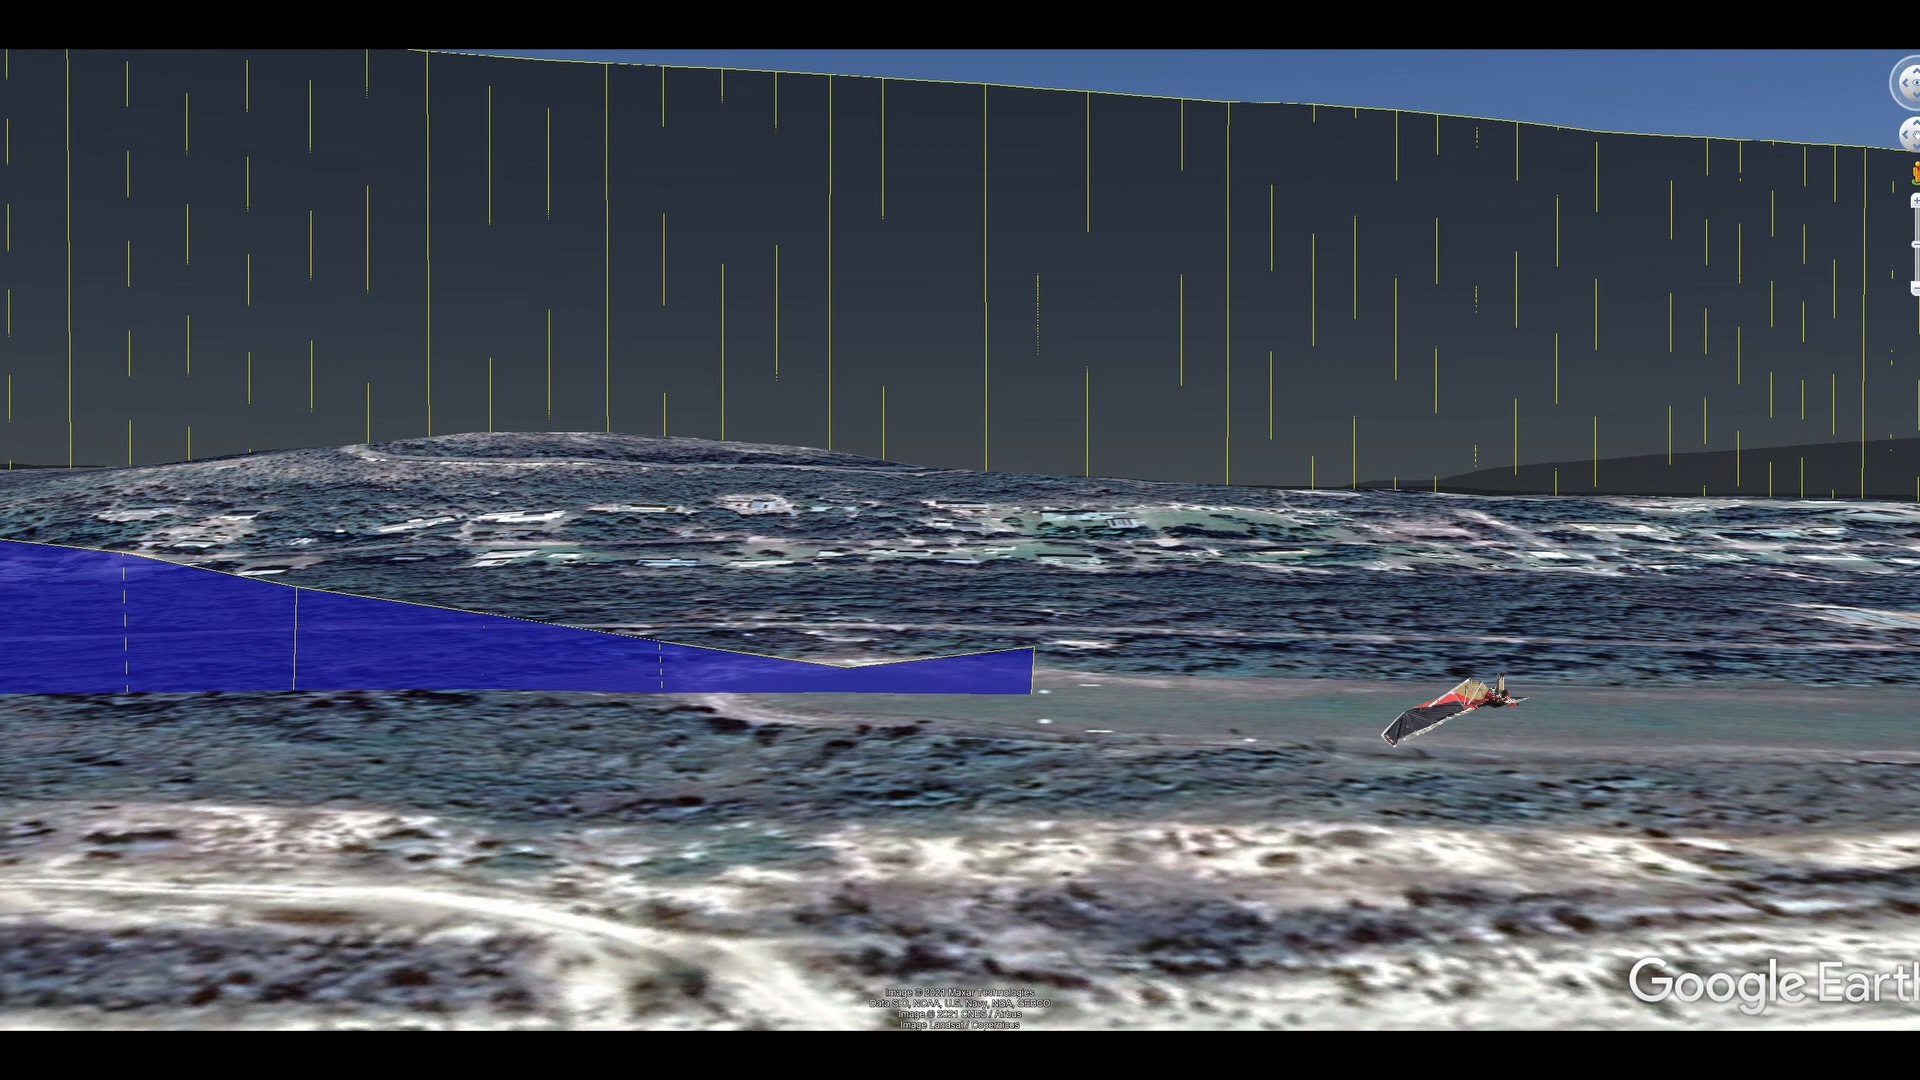 Google Earth
Image © 2021 Maxar Technologies
Data SIO, NOAA, U.S. Navy, NGA, GEBCO
Image © 2021 CNES / Airbus
Image Landsat / Copernicus